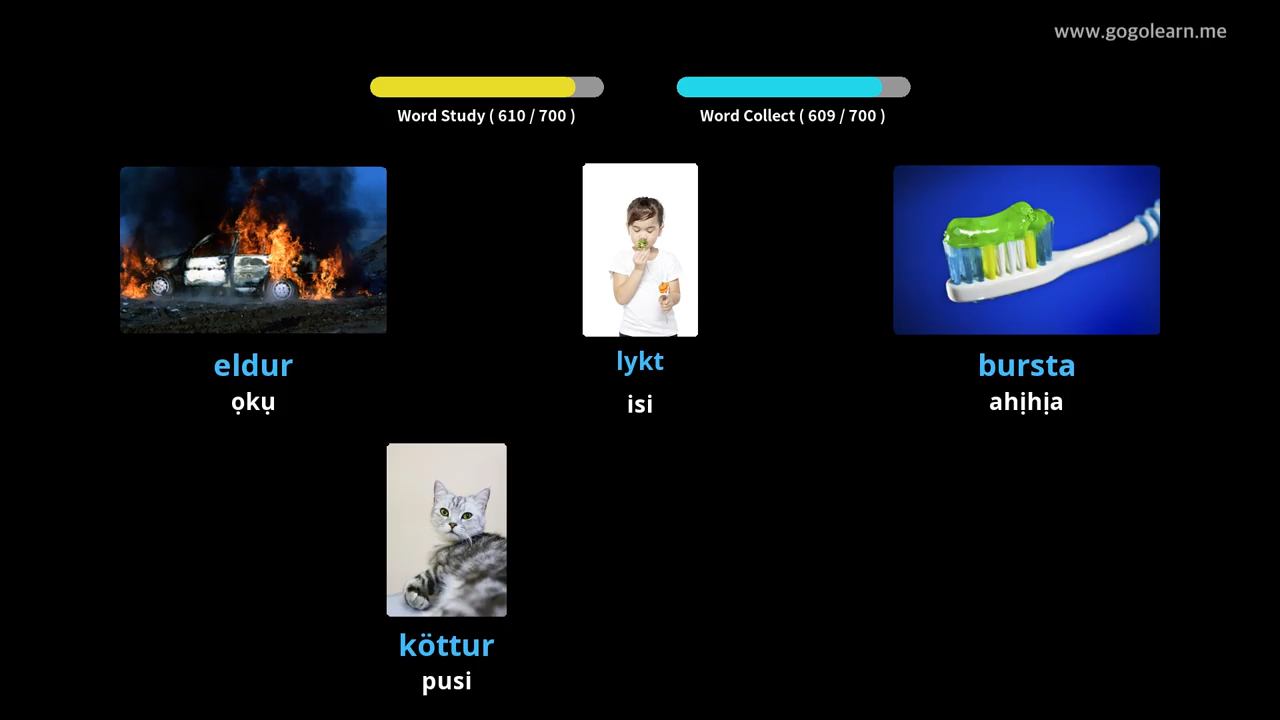 www.gogolearn.me
Word Study ( 610 / 700 )
Word Collect ( 609 / 700 )
eldur
ọkụ
lykt
isi
bursta
ahịhịa
köttur
pusi